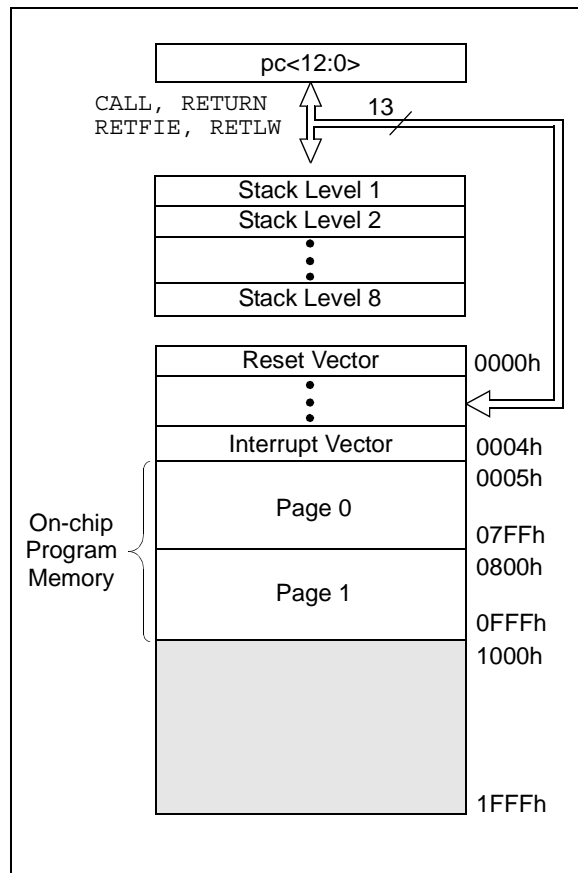 pc<12:0>
CALL, RETURN
RETFIE, RETLW
13
Stack Level 1
Stack Level 2
Stack Level 8
Reset Vector
0000h
Interrupt Vector
0004h
0005h
On-chip
Program
Memory
Page 0
07FFh
0800h
Page 1
0FFFh
1000h
1FFFh